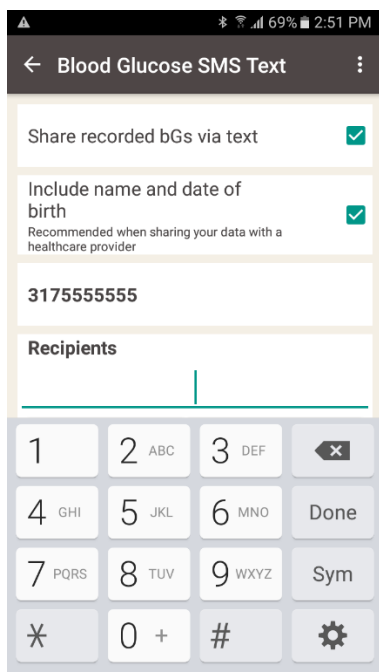 69% 2:51 PM
Blood Glucose SMS Text
Share recorded bGs via text
Include name and date of
birth
Recommended when sharing your data with a
healthcare provider
3175555555
Recipients
1 2 ABC 3 DEF
4 GHI 5 JKL 6 MNO Done
7 PQRS 8 TUV 9 WXYZ Sym
* 0 + #